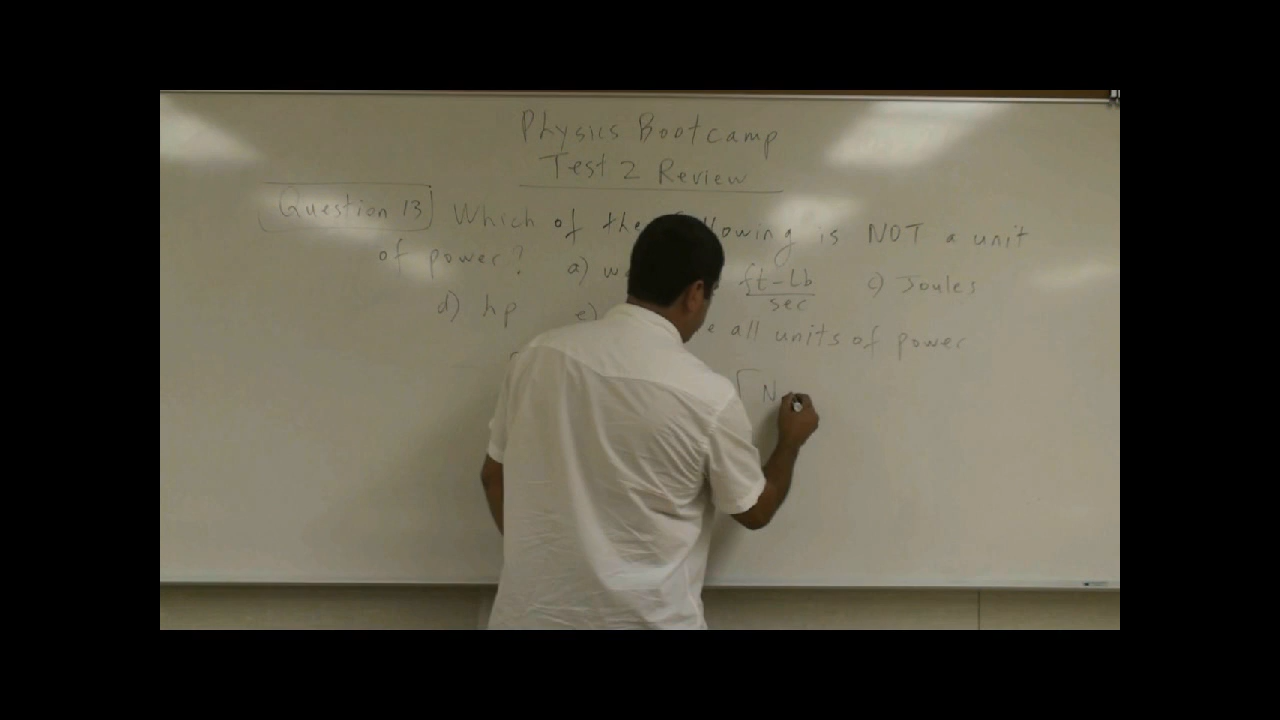 Physics Bootcamp
Test 2 Review
Question 13 Which of the following is NOT a unit
of power? a) ft-Lb/sec c) Joules
d) hp e) all units of power
N